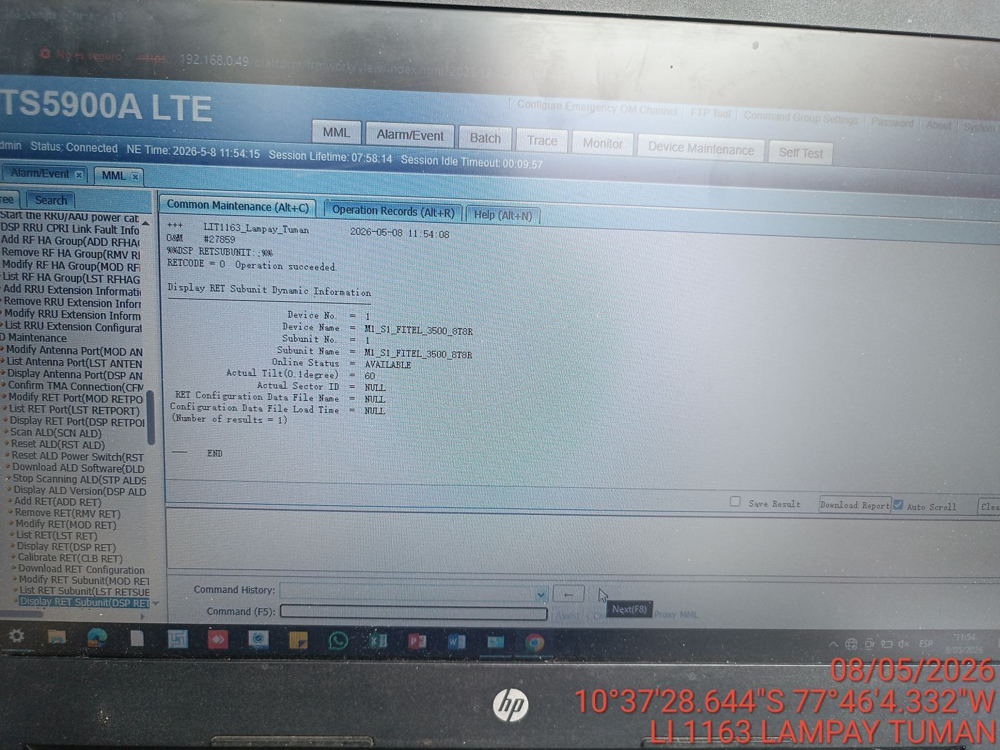 No es seguro https:// 192.168.0.49/platform/frmwork/view/index.html?2023.12
TS5900A LTE
Configure Emergency OM Channel | FTP Tool | Command Group Settings | Password | About | System
MML Alarm/Event Batch Trace Monitor Device Maintenance Self Test
dmin Status: Connected NE Time: 2026-5-8 11:54:15 Session Lifetime: 07:58:14 Session Idle Timeout: 00:09.57
Alarm/Event MML
ree Search
Common Maintenance (Alt+C) Operation Records (Alt+R) Help (Alt+N)
Start the RRU/AAU power cat
DSP RRU CPRI Link Fault Info
Add RF HA Group(ADD RFHA
Remove RF HA Group(RMV RI
Modify RF HA Group(MOD RF
List RF HA Group(LST RFHAG
Add RRU Extension Informati
Remove RRU Extension Inforr
Modify RRU Extension Inform
List RRU Extension Configurat
D Maintenance
Modify Antenna Port(MOD AN
List Antenna Port(LST ANTEN
Display Antenna Port(DSP AN
Confirm TMA Connection(CFM
Modify RET Port(MOD RETPO
List RET Port(LST RETPORT)
Display RET Port(DSP RETPOI
Scan ALD(SCN ALD)
Reset ALD(RST ALD)
Reset ALD Power Switch(RST
Download ALD Software(DLD
Stop Scanning ALD(STP ALDS
Display ALD Version(DSP ALD
Add RET(ADD RET)
Remove RET(RMV RET)
Modify RET(MOD RET)
List RET(LST RET)
Display RET(DSP RET)
Calibrate RET(CLB RET)
Download RET Configuration
Modify RET Subunit(MOD RET
List RET Subunit(LST RETSUE
Display RET Subunit(DSP RET
+++ LIT1163_Lampay_Tuman 2026-05-08 11:54:08
O&M #27859
%%DSP RETSUBUNIT:;%%
RETCODE = 0 Operation succeeded.
Display RET Subunit Dynamic Information
Device No. = 1
Device Name = M1_S1_FITEL_3500_8T8R
Subunit No. = 1
Subunit Name = M1_S1_FITEL_3500_8T8R
Online Status = AVAILABLE
Actual Tilt(0.1degree) = 60
Actual Sector ID = NULL
RET Configuration Data File Name = NULL
Configuration Data File Load Time = NULL
(Number of results = 1)
--- END
Save Result Download Report Auto Scroll Clea
Command History:
Command (F5):
Next(F8)
Assist Proxy MML
ESP
11:54
8/05/2026
hp
08/05/2026
10°37'28.644"S 77°46'4.332"W
LI 1163 LAMPAY TUMAN